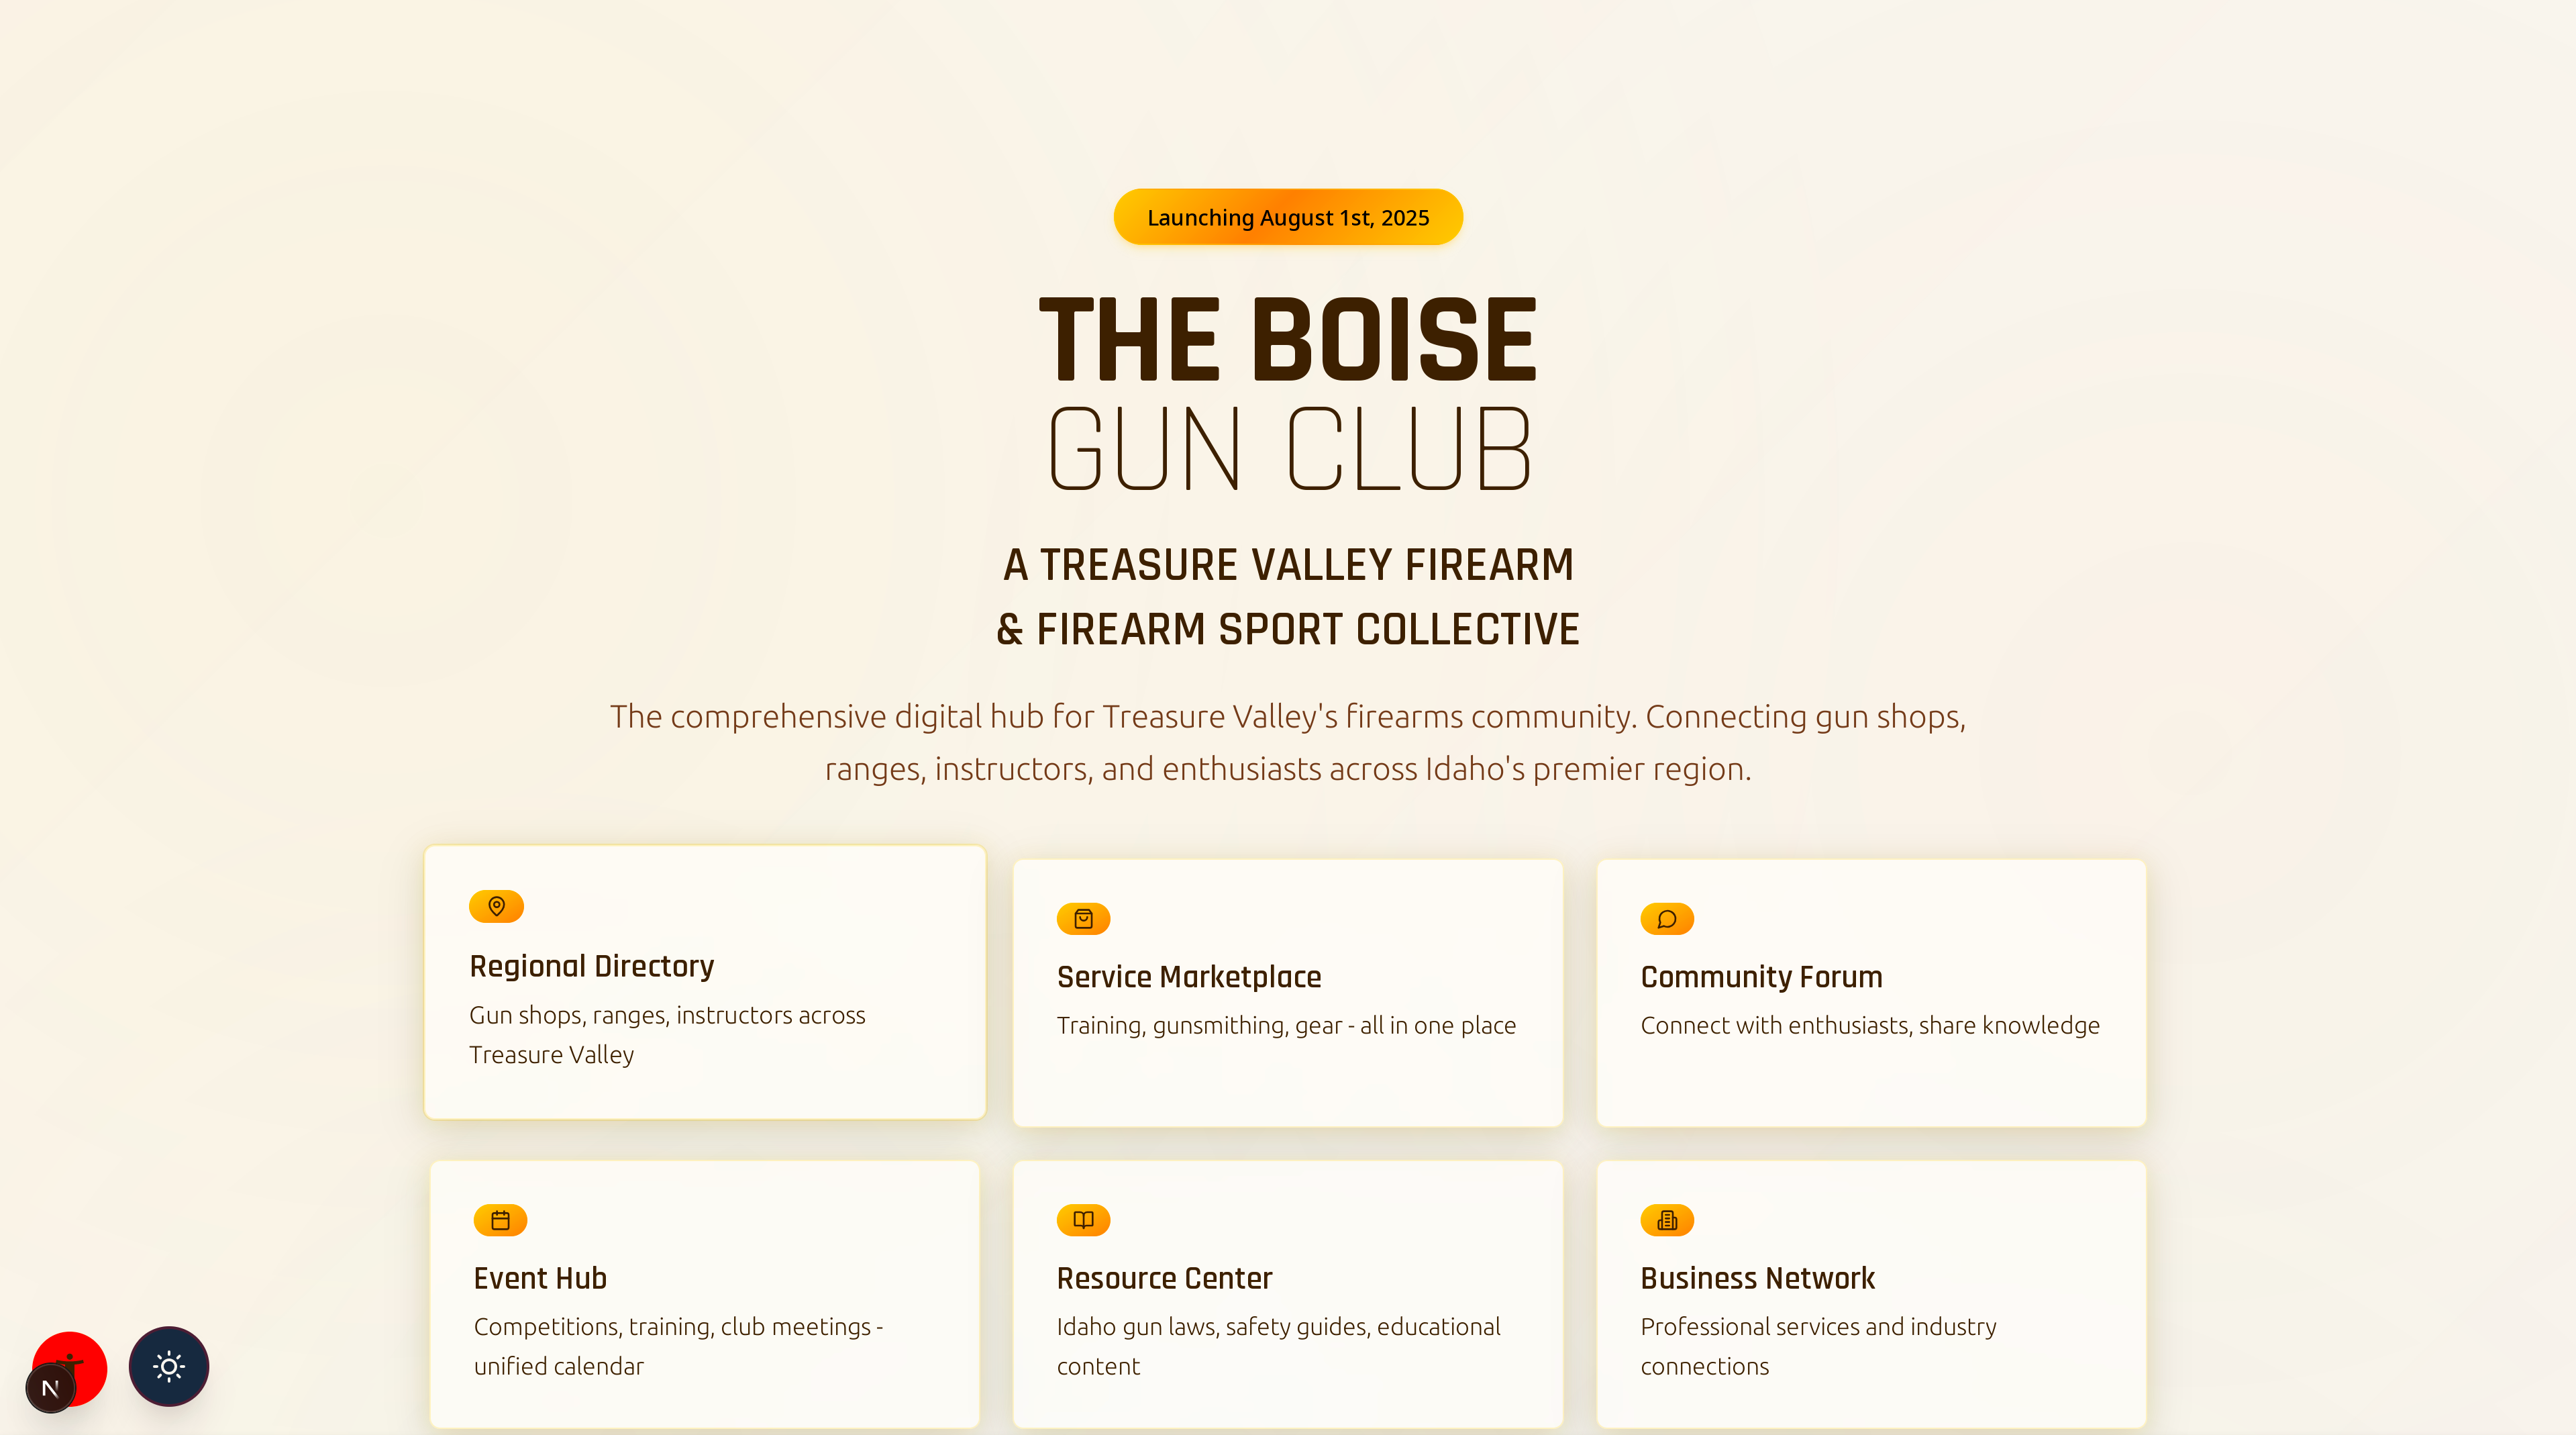 Launching August 1st, 2025
THE BOISE
GUN CLUB
A TREASURE VALLEY FIREARM
& FIREARM SPORT COLLECTIVE
The comprehensive digital hub for Treasure Valley's firearms community. Connecting gun shops,
ranges, instructors, and enthusiasts across Idaho's premier region.
Regional Directory
Gun shops, ranges, instructors across
Treasure Valley
Service Marketplace
Training, gunsmithing, gear - all in one place
Community Forum
Connect with enthusiasts, share knowledge
Event Hub
Competitions, training, club meetings -
unified calendar
Resource Center
Idaho gun laws, safety guides, educational
content
Business Network
Professional services and industry
connections
N